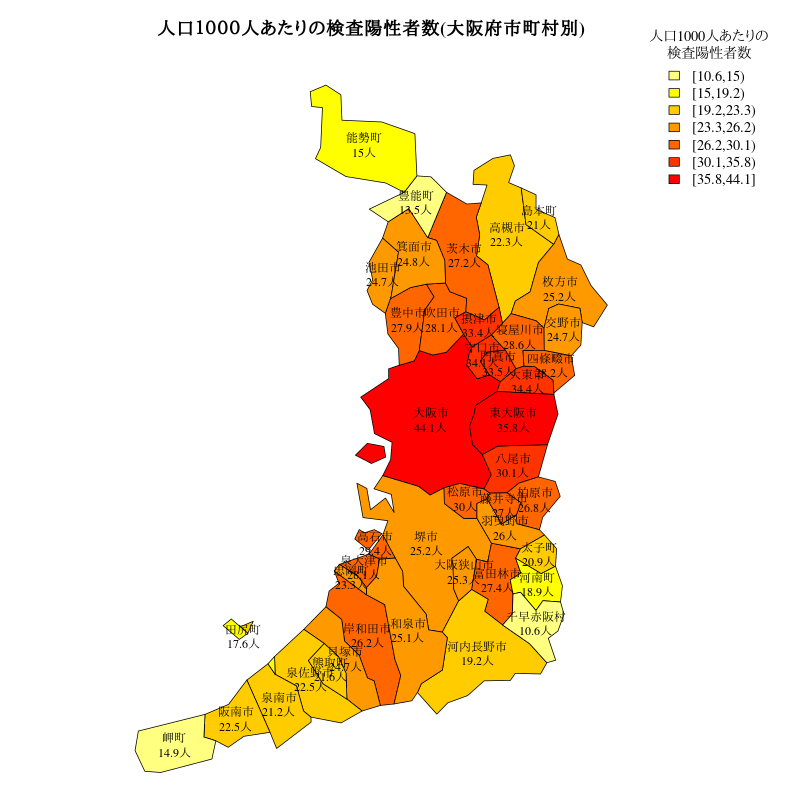 人口1000人あたりの検査陽性者数(大阪府市町村別)
人口1000人あたりの
検査陽性者数
[10.6,15)
[15,19.2)
[19.2,23.3)
[23.3,26.2)
[26.2,30.1)
[30.1,35.8)
[35.8,44.1]
能勢町
15人
豊能町
13.5人
島本町
21人
高槻市
22.3人
茨木市
27.2人
箕面市
24.8人
池田市
24.7人
枚方市
25.2人
豊中市
27.9人
吹田市
28.1人
摂津市
33.4人
寝屋川市
28.6人
交野市
24.7人
守口市
34.1人
門真市
33.5人
四條畷市
28.2人
大東市
34.4人
大阪市
44.1人
東大阪市
35.8人
八尾市
30.1人
松原市
30人
藤井寺市
27人
柏原市
26.8人
羽曳野市
26人
高石市
29.4人
堺市
25.2人
泉大津市
忠岡町
23.3人
大阪狭山市
25.3人
富田林市
27.4人
太子町
20.9人
河南町
18.9人
千早赤阪村
10.6人
田尻町
17.6人
岸和田市
26.2人
和泉市
25.1人
河内長野市
19.2人
貝塚市
24.7人
熊取町
21.6人
泉佐野市
22.5人
泉南市
21.2人
阪南市
22.5人
岬町
14.9人